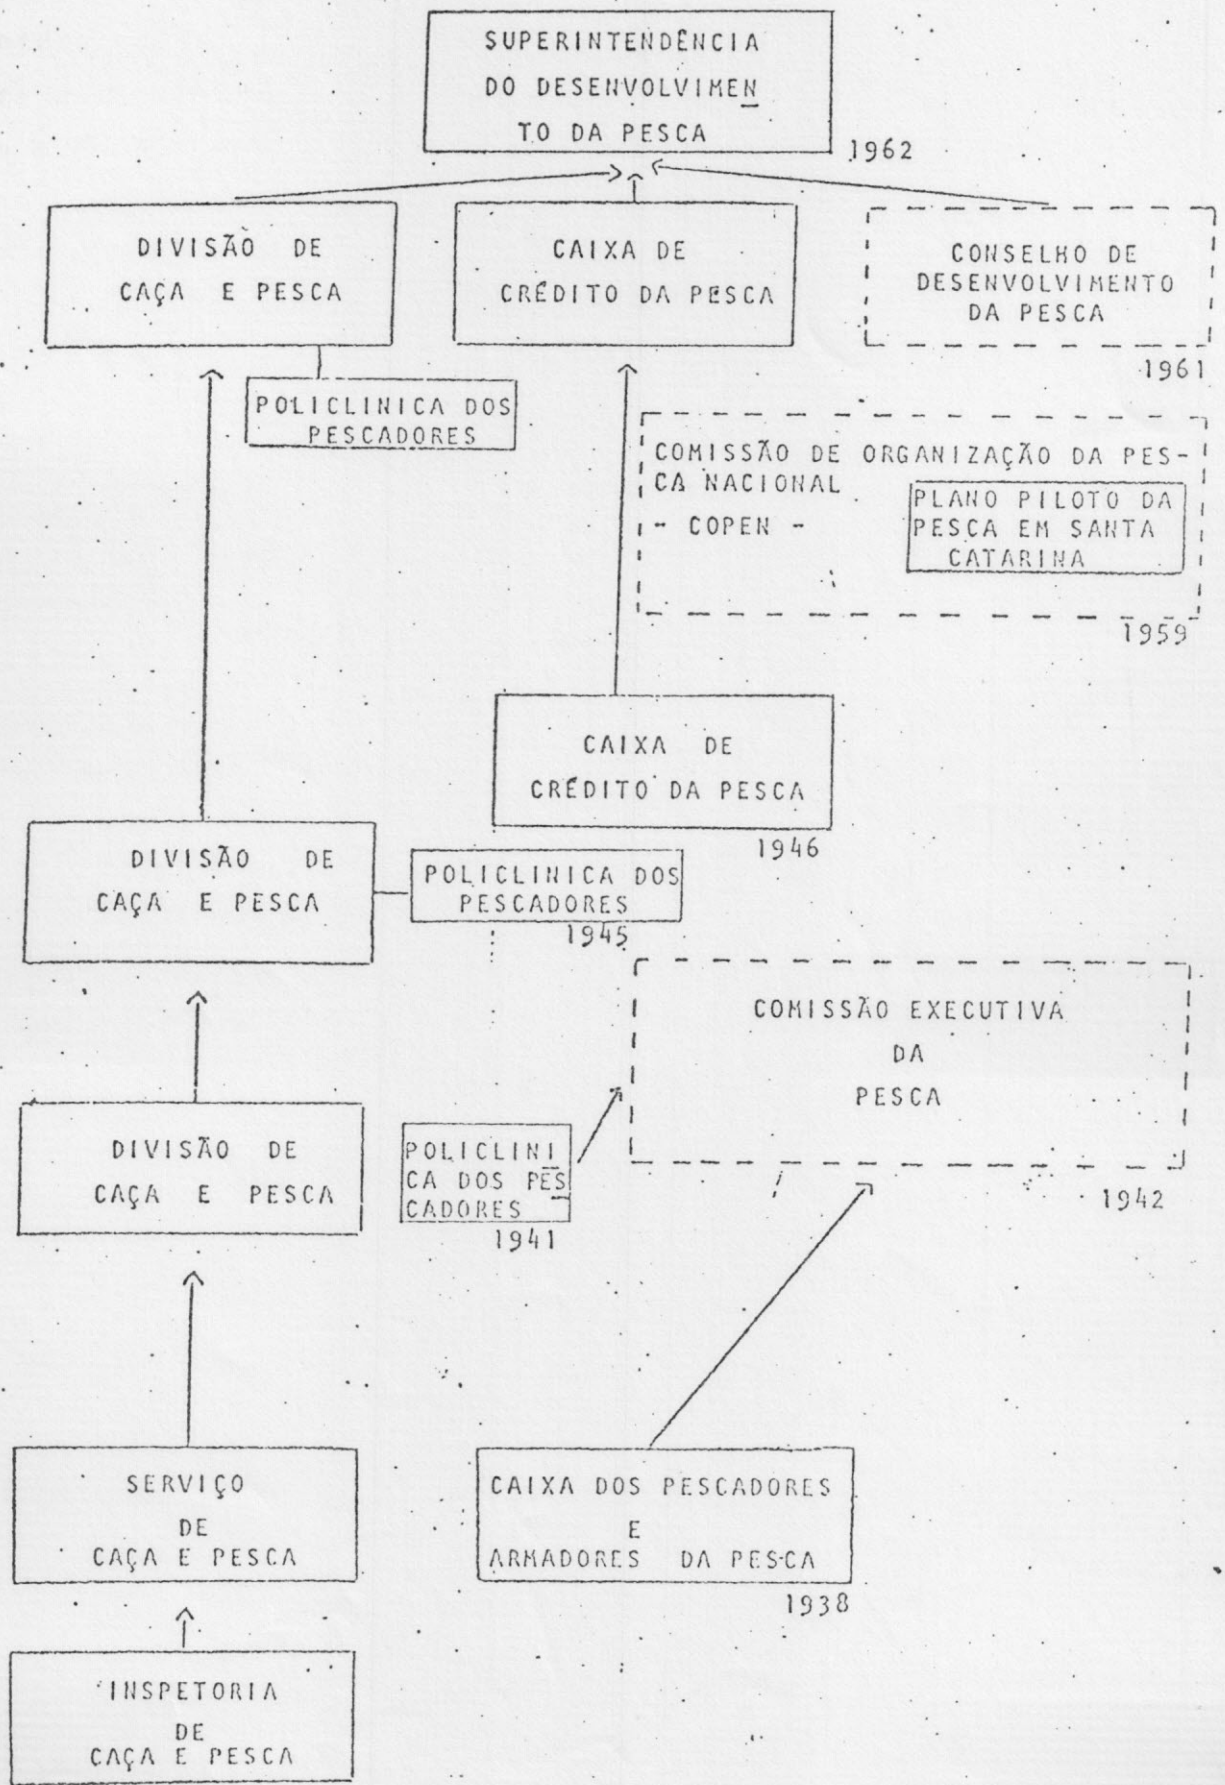 SUPERINTENDÊNCIA
DO DESENVOLVIMEN
TO DA PESCA
1962
DIVISÃO DE
CAÇA E PESCA
CAIXA DE
CRÉDITO DA PESCA
CONSELHO DE
DESENVOLVIMENTO
DA PESCA
1961
POLICLINICA DOS
PESCADORES
COMISSÃO DE ORGANIZAÇÃO DA PES-
CA NACIONAL
- COPEN -
PLANO PILOTO DA
PESCA EM SANTA
CATARINA
1959
CAIXA DE
CRÉDITO DA PESCA
1946
DIVISÃO DE
CAÇA E PESCA
POLICLINICA DOS
PESCADORES
1945
COMISSÃO EXECUTIVA
DA
PESCA
1942
DIVISÃO DE
CAÇA E PESCA
POLICLINI
CA DOS PES
CADORES
1941
SERVIÇO
DE
CAÇA E PESCA
CAIXA DOS PESCADORES
E
ARMADORES DA PESCA
1938
INSPETORIA
DE
CAÇA E PESCA